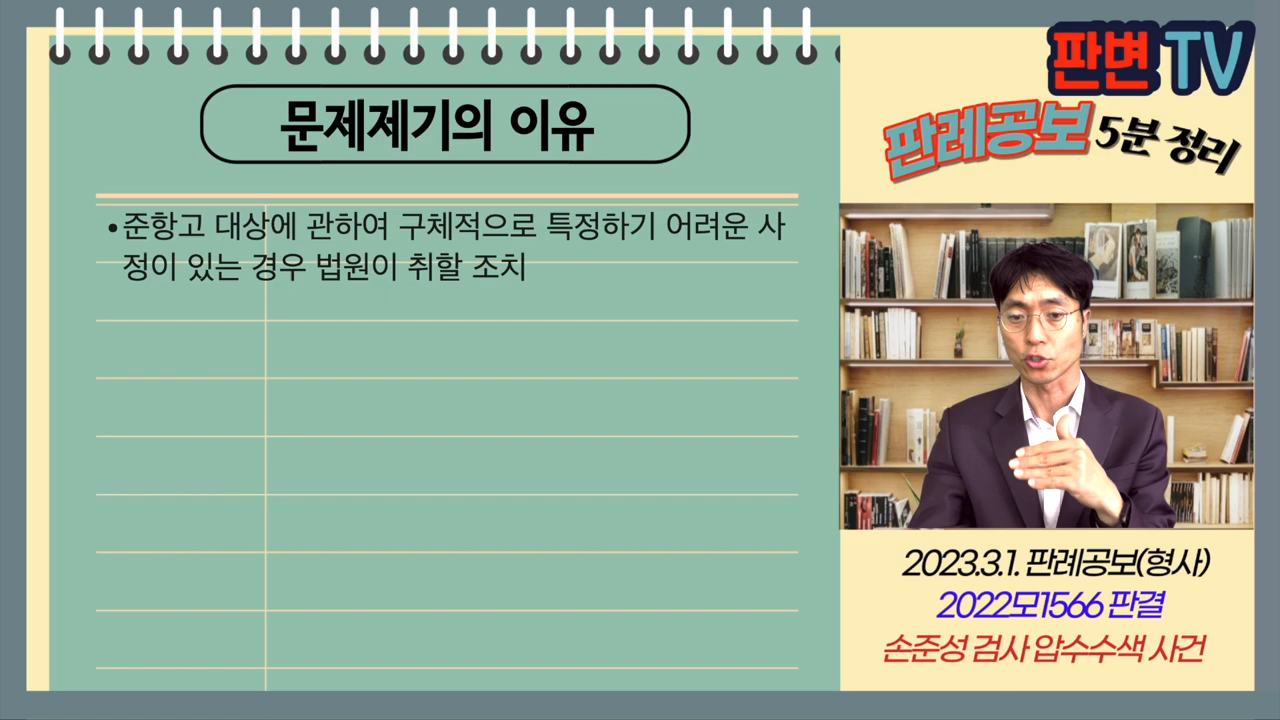 문제제기의 이유
•준항고 대상에 관하여 구체적으로 특정하기 어려운 사
정이 있는 경우 법원이 취할 조치
판변 TV
판례공보 5분 정리
2023.3.1. 판례공보(형사)
2022모1566 판결
손준성 검사 압수수색 사건